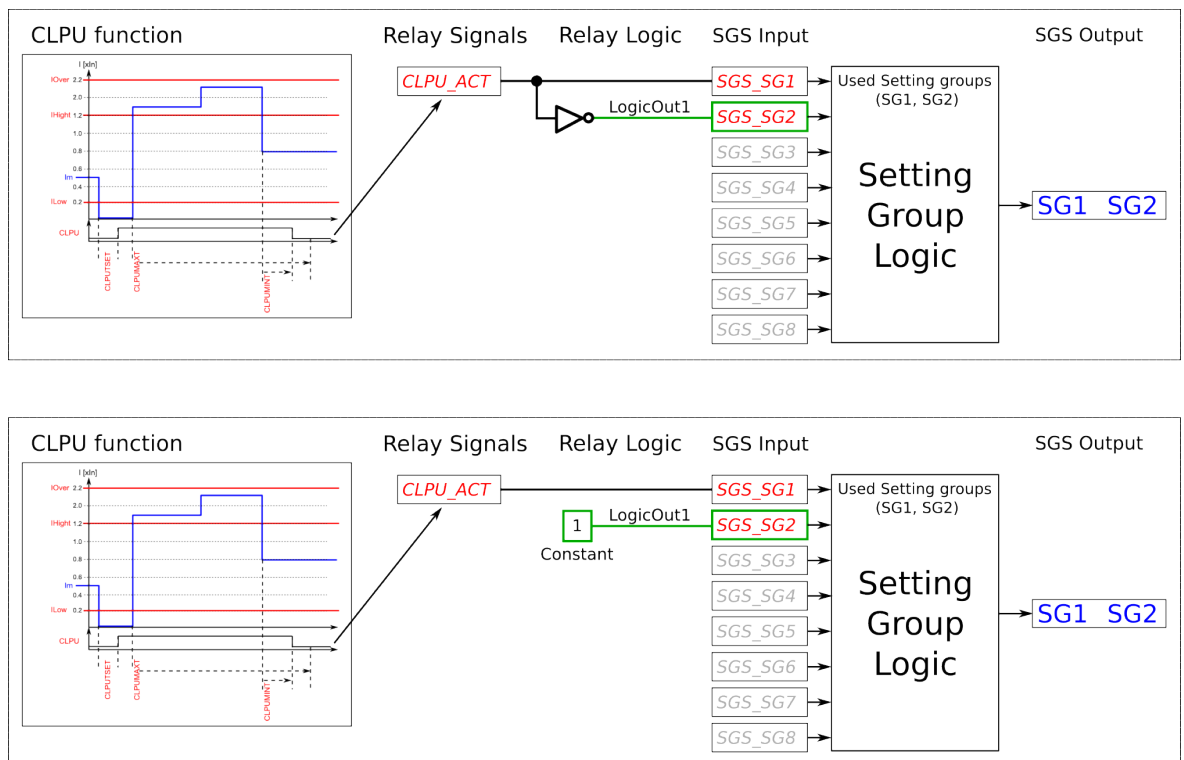 CLPU function
Relay Signals
Relay Logic
SGS Input
SGS Output
I [xIn]
IOver 2.2
2.0
IHight 1.2
1.0
0.8
0.6
Im
0.4
ILow 0.2
CLPU
CLPUTSET
CLPUMAXT
CLPUMINT
CLPU_ACT
LogicOut1
SGS_SG1
SGS_SG2
SGS_SG3
SGS_SG4
SGS_SG5
SGS_SG6
SGS_SG7
SGS_SG8
Used Setting groups
(SG1, SG2)
Setting
Group
Logic
SG1 SG2
CLPU function
Relay Signals
Relay Logic
SGS Input
SGS Output
I [xIn]
IOver 2.2
2.0
IHight 1.2
1.0
0.8
0.6
Im
0.4
ILow 0.2
CLPU
CLPUTSET
CLPUMAXT
CLPUMINT
CLPU_ACT
1
Constant
LogicOut1
SGS_SG1
SGS_SG2
SGS_SG3
SGS_SG4
SGS_SG5
SGS_SG6
SGS_SG7
SGS_SG8
Used Setting groups
(SG1, SG2)
Setting
Group
Logic
SG1 SG2